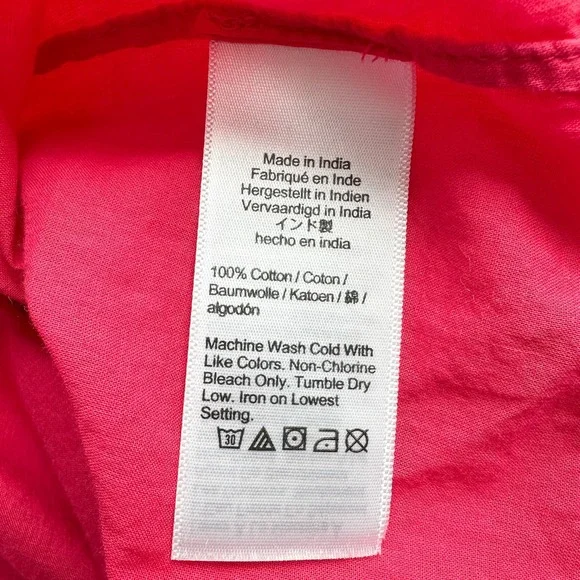 Made in India
Fabriqué en Inde
Hergestellt in Indien
Vervaardigd in India
インド製
hecho en india
100% Cotton / Coton /
Baumwolle / Katoen / 綿 /
algodón
Machine Wash Cold With
Like Colors. Non-Chlorine
Bleach Only. Tumble Dry
Low. Iron on Lowest
Setting.
30